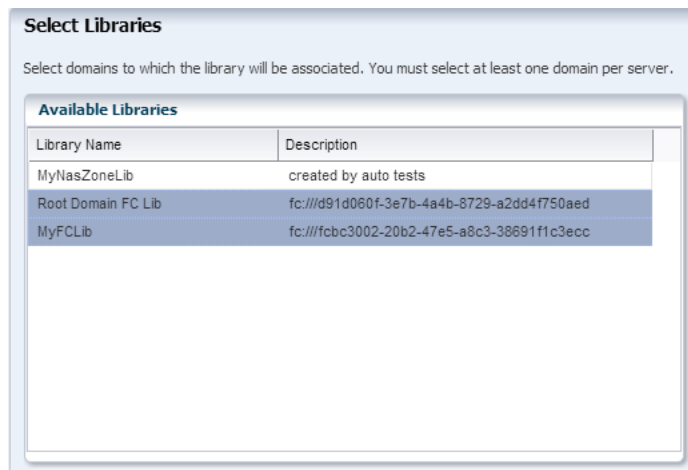 Select Libraries
Select domains to which the library will be associated. You must select at least one domain per server.
Available Libraries
Library Name Description
MyNasZoneLib created by auto tests
Root Domain FC Lib fc:///d91d060f-3e7b-4a4b-8729-a2dd4f750aed
MyFCLib fc:///fcbc3002-20b2-47e5-a8c3-38691f1c3ecc